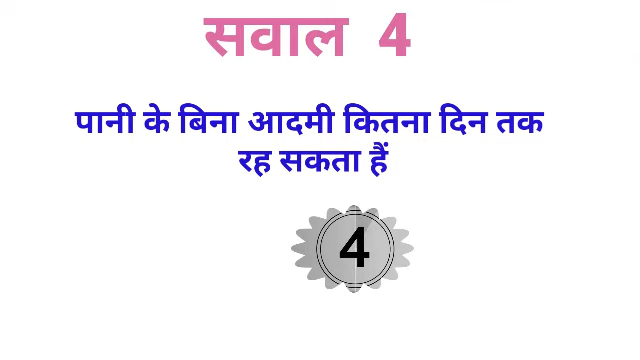 सवाल 4
पानी के बिना आदमी कितना दिन तक
रह सकता हैं
4